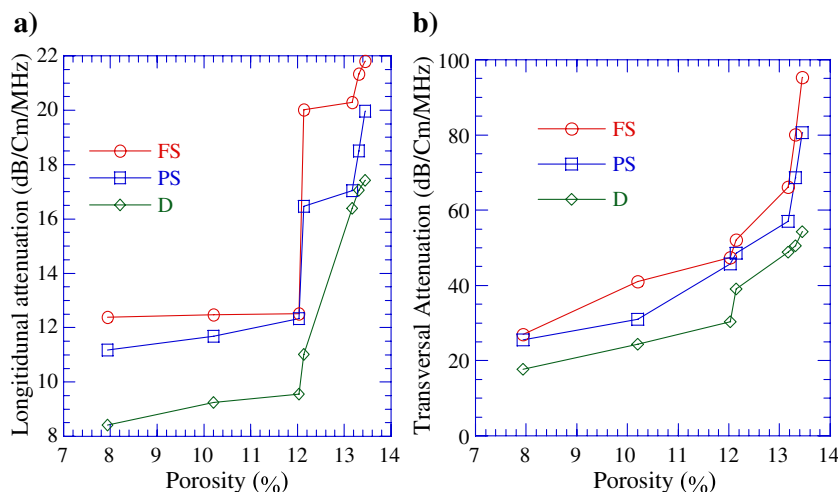 a)
Longitidunal attenuation (dB/Cm/MHz)
22
20
18
16
14
12
10
8
FS
PS
D
7 8 9 10 11 12 13 14
Porosity (%)
b)
Transversal Attenuation (dB/Cm/MHz)
100
80
60
40
20
0
FS
PS
D
7 8 9 10 11 12 13 14
Porosity (%)